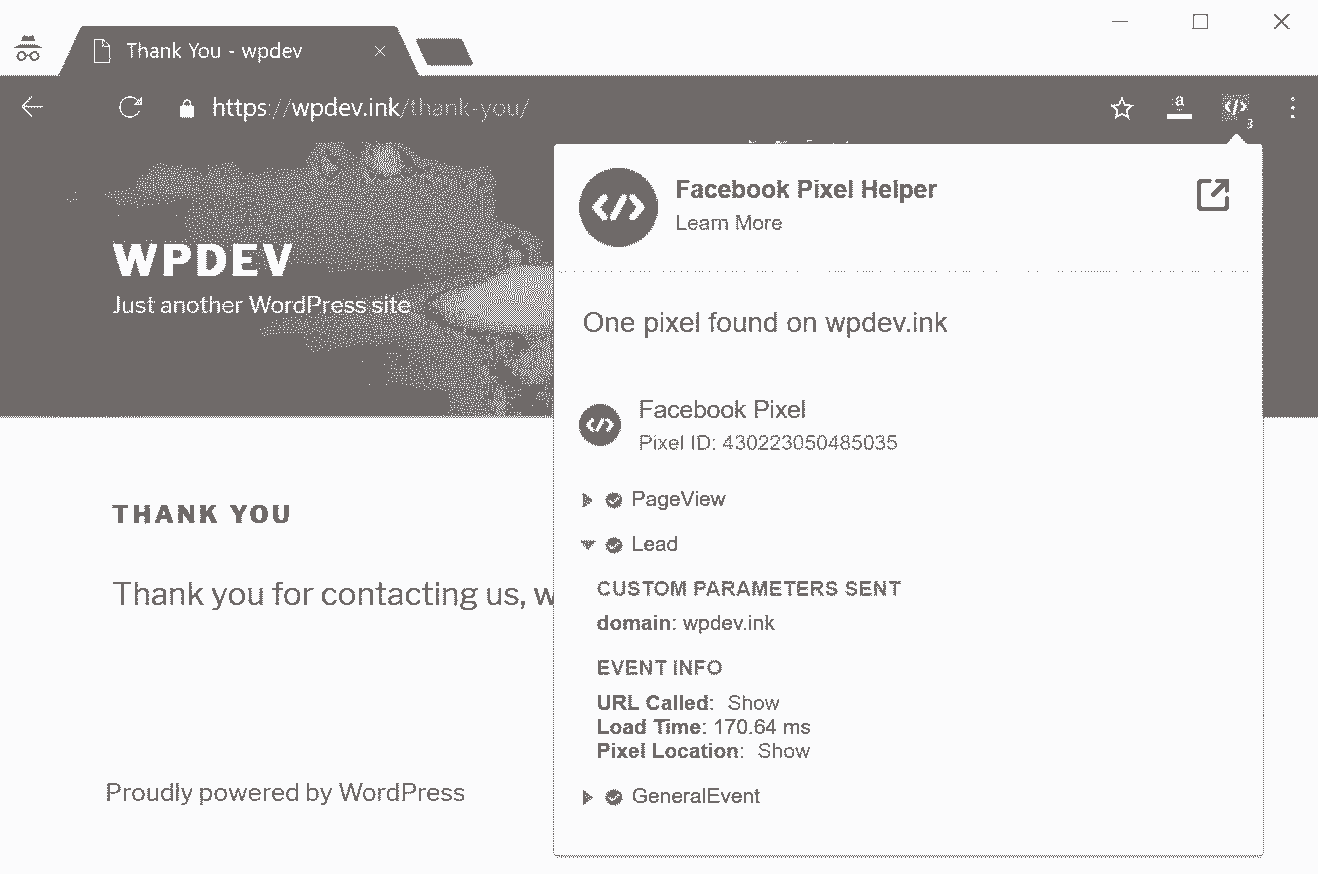 Thank You - wpdev
https://wpdev.ink/thank-you/
a
3
WPDEV
Just another WordPress site
THANK YOU
Thank you for contacting us, w
Proudly powered by WordPress
Facebook Pixel Helper
Learn More
One pixel found on wpdev.ink
Facebook Pixel
Pixel ID: 430223050485035
PageView
Lead
CUSTOM PARAMETERS SENT
domain: wpdev.ink
EVENT INFO
URL Called: Show
Load Time: 170.64 ms
Pixel Location: Show
GeneralEvent